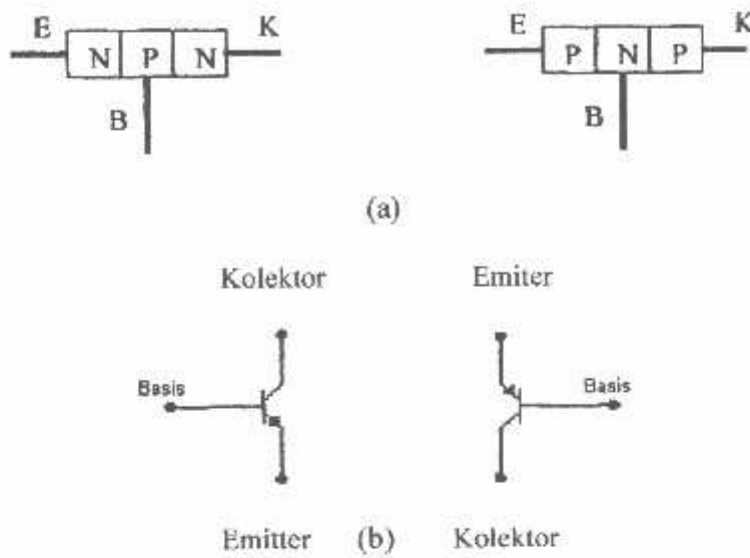 E K E K
N P N P N P
B B
(a)
Kolektor Emiter
Basis Basis
Emitter (b) Kolektor